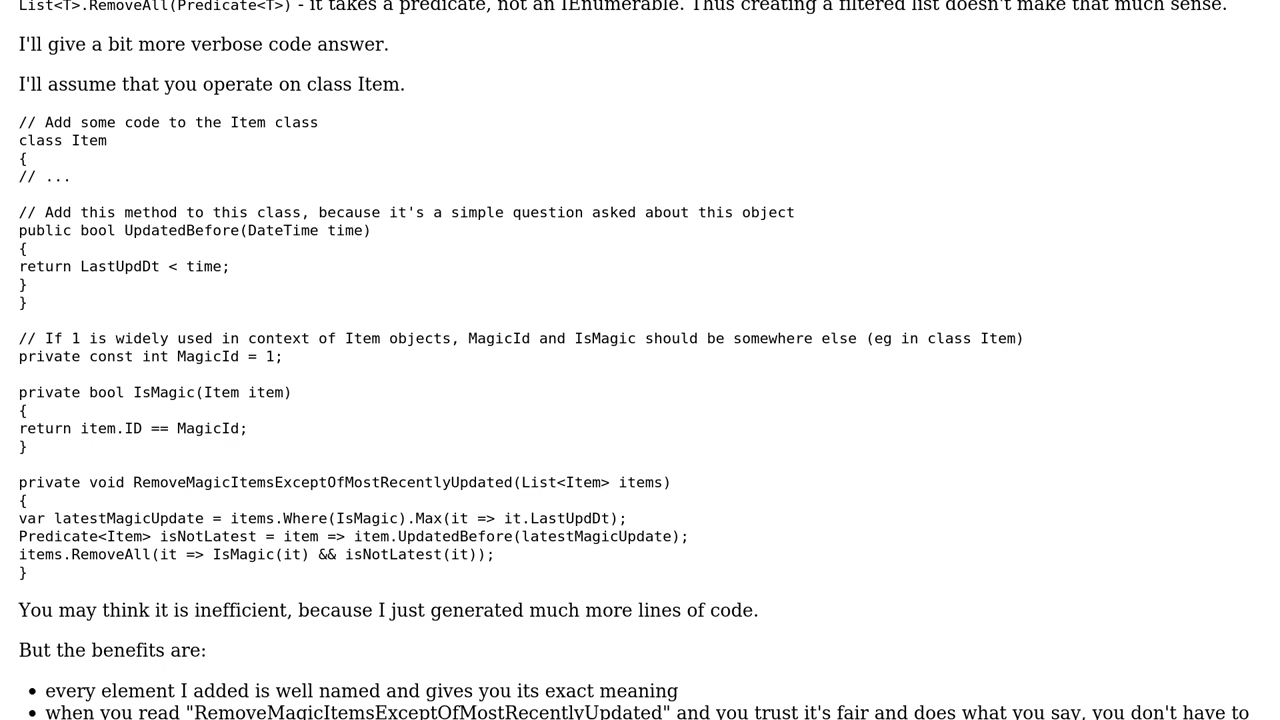 List<T>.RemoveAll(Predicate<T>) - it takes a predicate, not an IEnumerable. Thus creating a filtered list doesn't make that much sense.
I'll give a bit more verbose code answer.
I'll assume that you operate on class Item.
// Add some code to the Item class
class Item
{
// ...
// Add this method to this class, because it's a simple question asked about this object
public bool UpdatedBefore(DateTime time)
{
return LastUpdDt < time;
}
}
// If 1 is widely used in context of Item objects, MagicId and IsMagic should be somewhere else (eg in class Item)
private const int MagicId = 1;
private bool IsMagic(Item item)
{
return item.ID == MagicId;
}
private void RemoveMagicItemsExceptOfMostRecentlyUpdated(List<Item> items)
{
var latestMagicUpdate = items.Where(IsMagic).Max(it => it.LastUpdDt);
Predicate<Item> isNotLatest = item => item.UpdatedBefore(latestMagicUpdate);
items.RemoveAll(it => IsMagic(it) && isNotLatest(it));
}
You may think it is inefficient, because I just generated much more lines of code.
But the benefits are:
• every element I added is well named and gives you its exact meaning
• when you read "RemoveMagicItemsExceptOfMostRecentlyUpdated" and you trust it's fair and does what you say, you don't have to